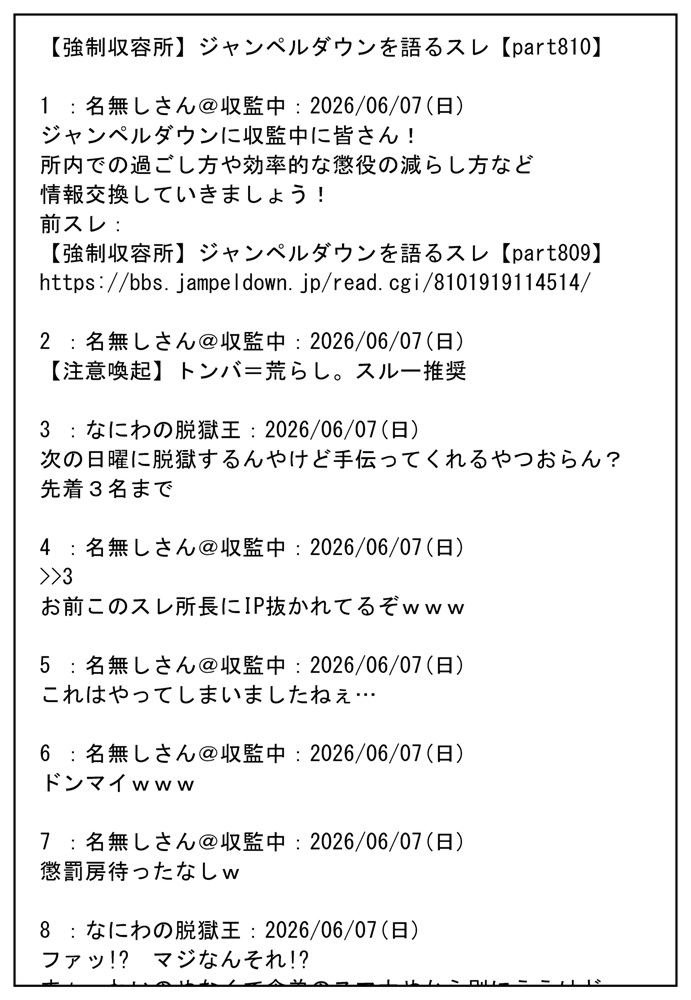 【強制収容所】ジャンペルダウンを語るスレ【part810】
1 ：名無しさん＠収監中：2026/06/07(日)
ジャンペルダウンに収監中に皆さん！
所内での過ごし方や効率的な懲役の減らし方など
情報交換していきましょう！
前スレ：
【強制収容所】ジャンペルダウンを語るスレ【part809】
https://bbs.jampeldown.jp/read.cgi/8101919114514/
2 ：名無しさん＠収監中：2026/06/07(日)
【注意喚起】トンバ＝荒らし。スルー推奨
3 ：なにわの脱獄王：2026/06/07(日)
次の日曜に脱獄するんやけど手伝ってくれるやつおらん？
先着３名まで
4 ：名無しさん＠収監中：2026/06/07(日)
>>3
お前このスレ所長にIP抜かれてるぞｗｗｗ
5 ：名無しさん＠収監中：2026/06/07(日)
これはやってしまいましたねぇ…
6 ：名無しさん＠収監中：2026/06/07(日)
ドンマイｗｗｗ
7 ：名無しさん＠収監中：2026/06/07(日)
懲罰房待ったなしｗ
8 ：なにわの脱獄王：2026/06/07(日)
ファッ!?　マジなんそれ!?